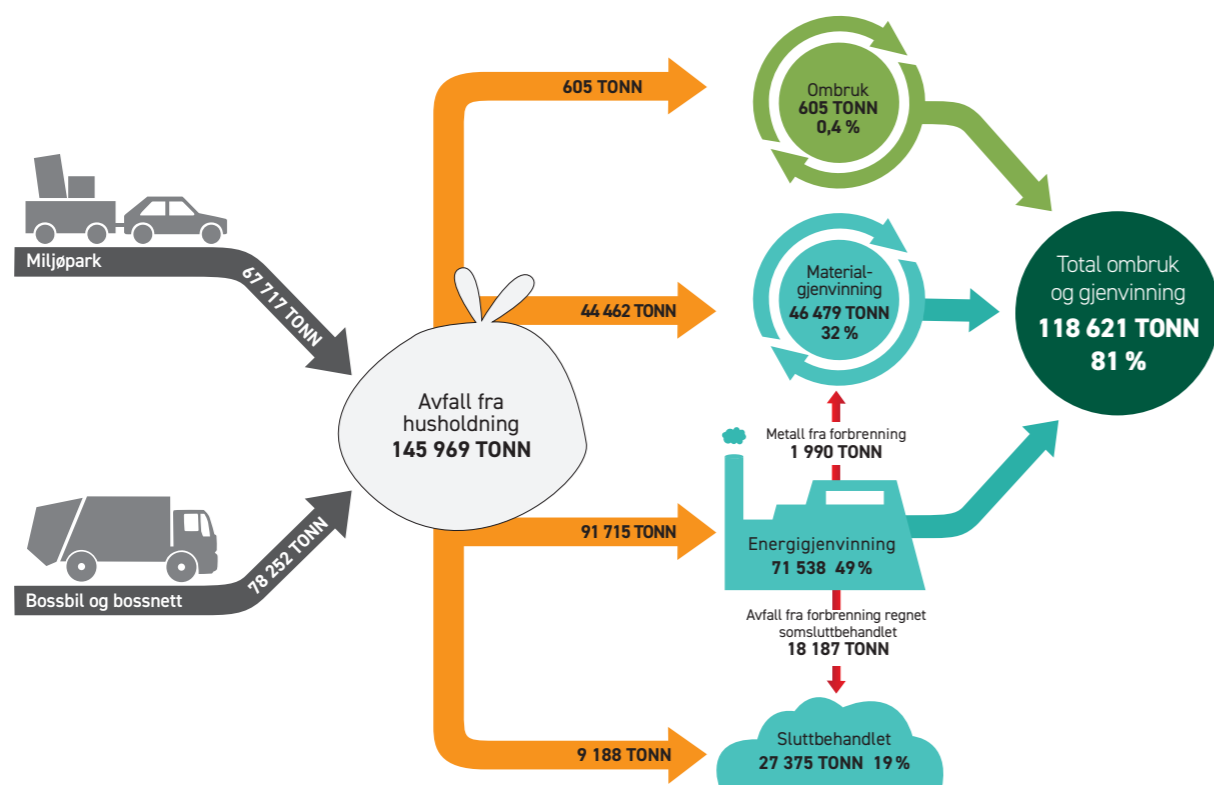 605 TONN
Ombruk
605 TONN
0,4 %
Miljøpark
67 717 TONN
44 462 TONN
Material-
gjenvinning
46 479 TONN
32 %
Total ombruk
og gjenvinning
118 621 TONN
81 %
Avfall fra
husholdning
145 969 TONN
Metall fra forbrenning
1 990 TONN
Bossbil og bossnett
78 252 TONN
91 715 TONN
Energigjenvinning
71 538 49 %
Avfall fra forbrenning regnet
somsluttbehandlet
18 187 TONN
9 188 TONN
Sluttbehandlet
27 375 TONN 19 %